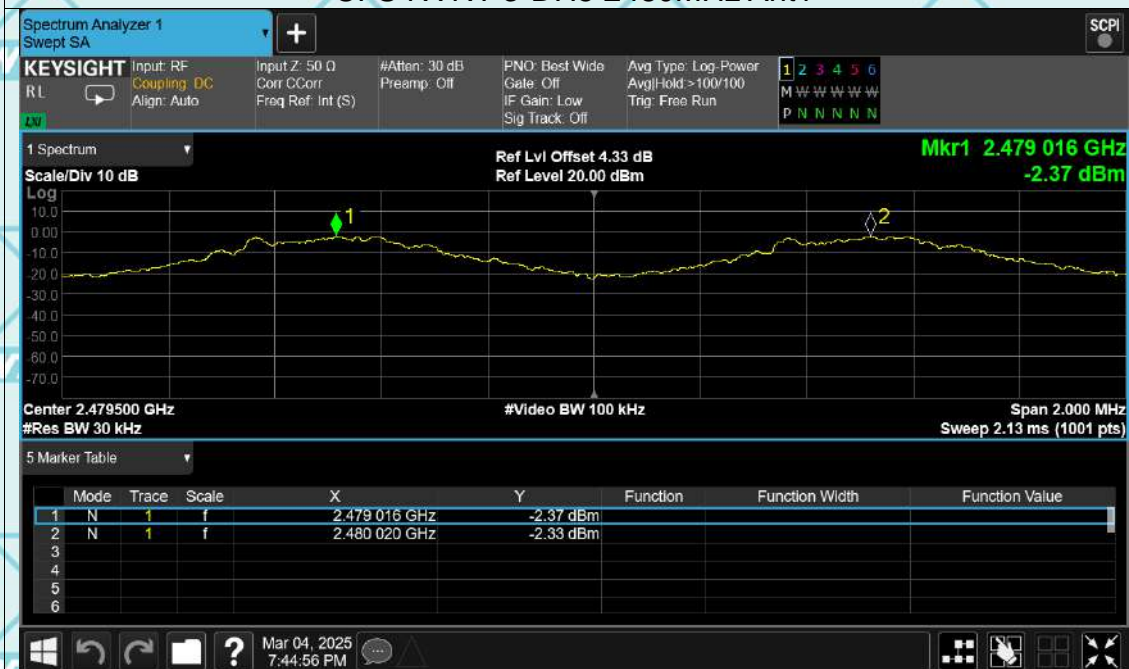 Spectrum Analyzer 1
Swept SA
+
SCPI
KEYSIGHT
RL
LXI
Input: RF
Coupling: DC
Align: Auto
Input Z: 50 Ω
Corr CCorr
Freq Ref: Int (S)
#Atten: 30 dB
Preamp: Off
PNO: Best Wide
Gate: Off
IF Gain: Low
Sig Track: Off
Avg Type: Log-Power
Avg|Hold:>100/100
Trig: Free Run
1 2 3 4 5 6
M W W W W W
P N N N N N
1 Spectrum
Scale/Div 10 dB
Ref Lvl Offset 4.33 dB
Ref Level 20.00 dBm
Mkr1 2.479 016 GHz
-2.37 dBm
Log
10.0
0.00
-10.0
-20.0
-30.0
-40.0
-50.0
-60.0
-70.0
1
2
Center 2.479500 GHz
#Res BW 30 kHz
#Video BW 100 kHz
Span 2.000 MHz
Sweep 2.13 ms (1001 pts)
5 Marker Table
Mode Trace Scale X Y Function Function Width Function Value
1 N 1 f 2.479 016 GHz -2.37 dBm
2 N 1 f 2.480 020 GHz -2.33 dBm
3
4
5
6
?
Mar 04, 2025
7:44:56 PM